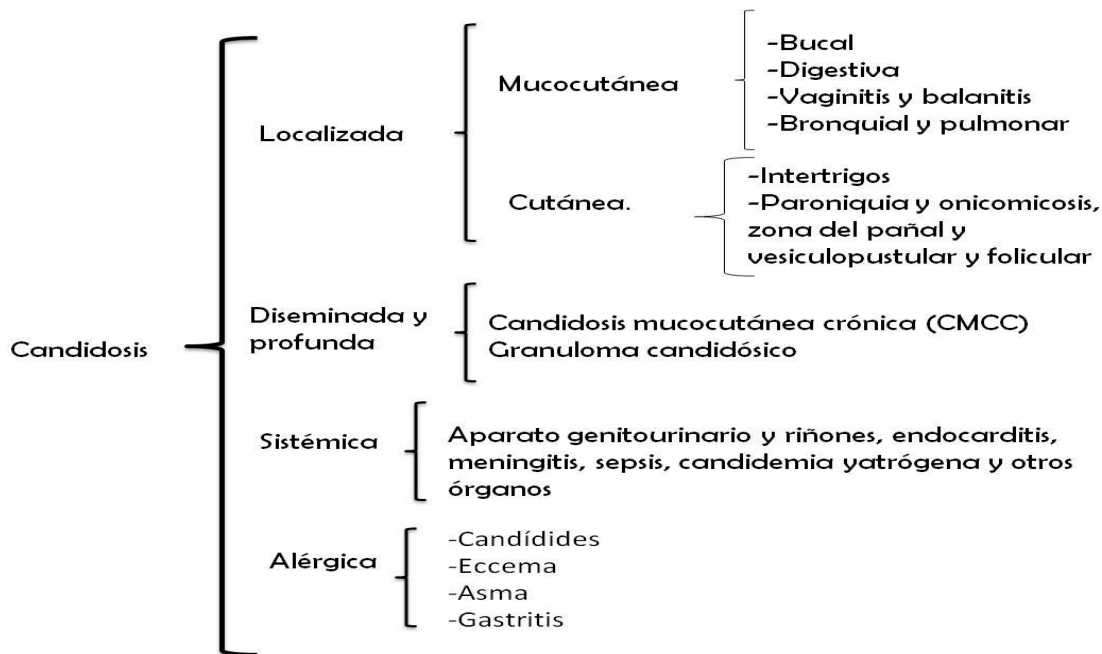 Candidosis
Localizada
Mucocutánea
-Bucal
-Digestiva
-Vaginitis y balanitis
-Bronquial y pulmonar
Cutánea.
-Intertrigos
-Paroniquia y onicomicosis,
zona del pañal y
vesiculopustular y folicular
Diseminada y
profunda
Candidosis mucocutánea crónica (CMCC)
Granuloma candidósico
Sistémica
Aparato genitourinario y riñones, endocarditis,
meningitis, sepsis, candidemia yatrógena y otros
órganos
Alérgica
-Candídides
-Eccema
-Asma
-Gastritis